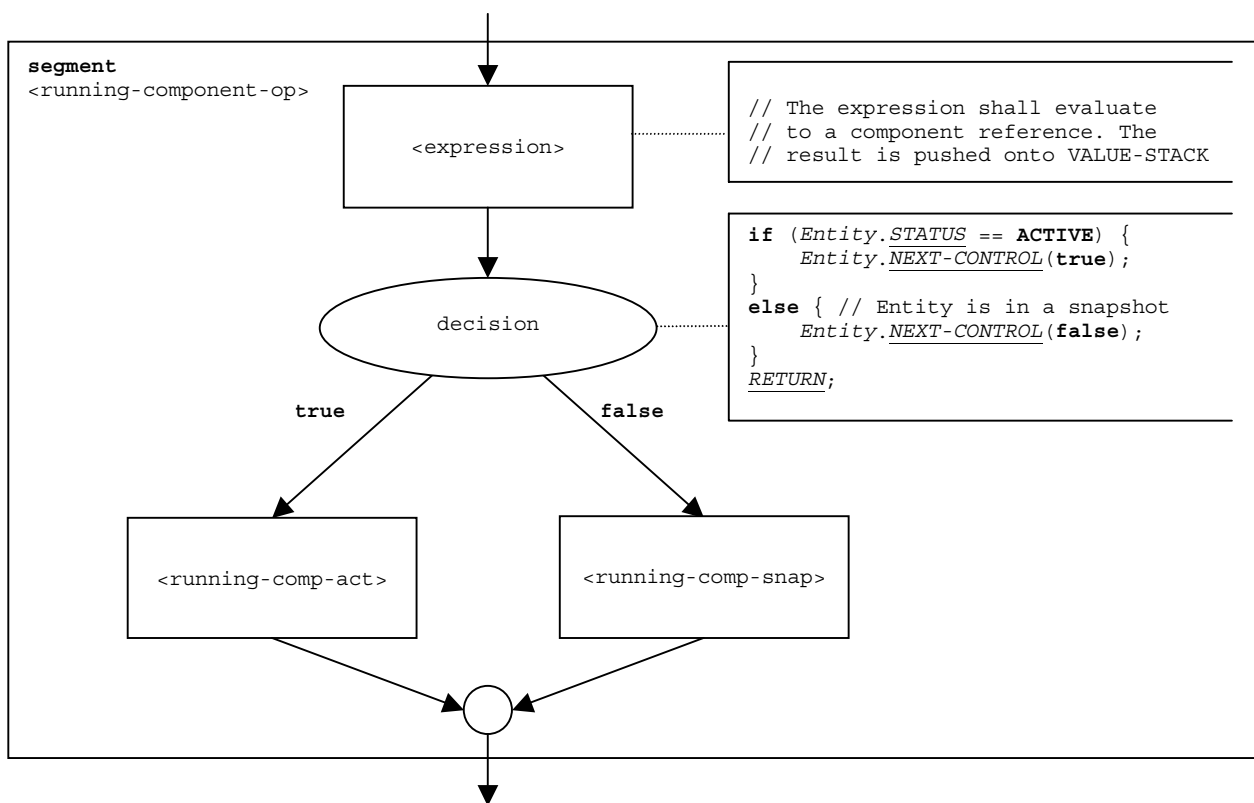 segment
<running-component-op>
<expression>
// The expression shall evaluate
// to a component reference. The
// result is pushed onto VALUE-STACK
decision
if (Entity.STATUS == ACTIVE) {
Entity.NEXT-CONTROL(true);
}
else { // Entity is in a snapshot
Entity.NEXT-CONTROL(false);
}
RETURN;
true
false
<running-comp-act>
<running-comp-snap>